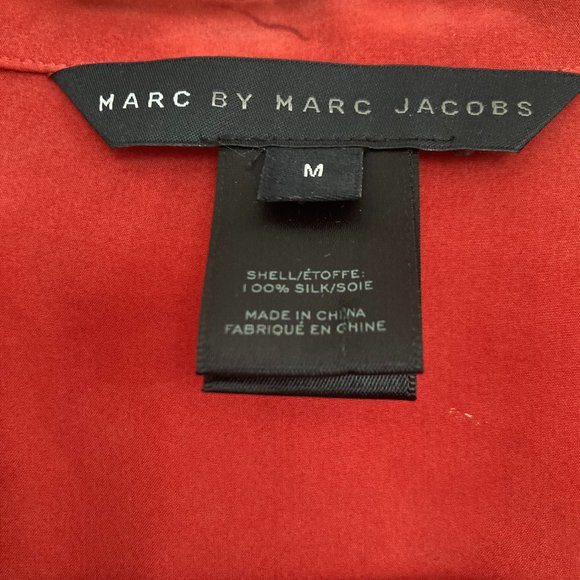 MARC BY MARC JACOBS
M
SHELL/ÉTOFFE:
100% SILK/SOIE
MADE IN CHINA
FABRIQUÉ EN CHINE